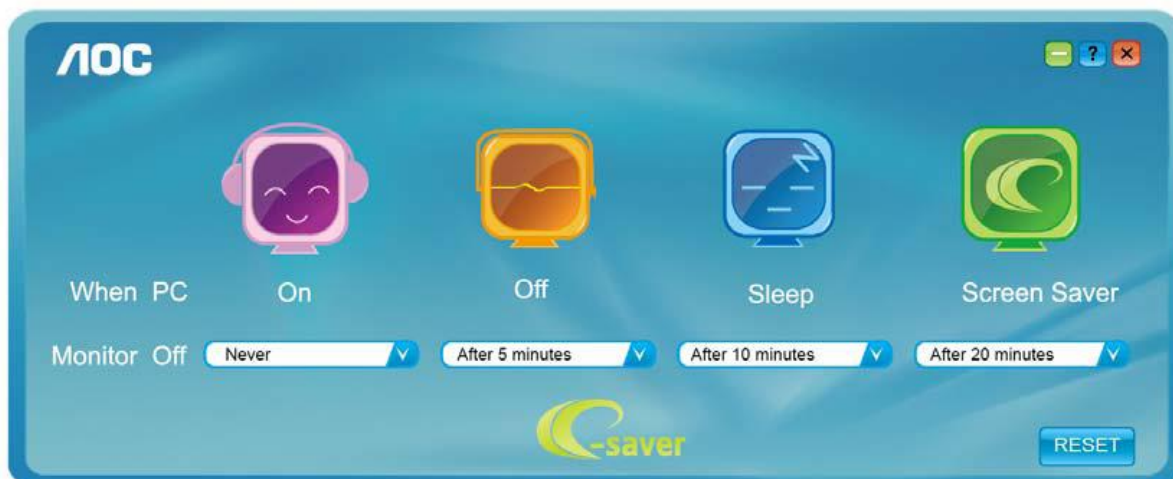 AOC
?
When PC On Off Sleep Screen Saver
Monitor Off Never After 5 minutes After 10 minutes After 20 minutes
e-saver
RESET